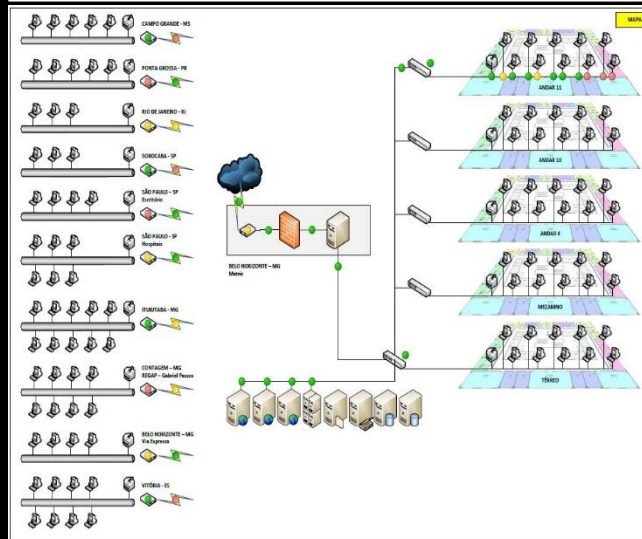 CAMPO GRANDE - MS
PONTA GROSSA - PR
RIO DE JANEIRO - RJ
SOROCABA - SP
SÃO PAULO - SP
Escritório
SÃO PAULO - SP
Hospitais
ITUIUTABA - MG
CONTAGEM - MG
REGAP - Gabriel Passos
BELO HORIZONTE - MG
Via Expressa
VITÓRIA - ES
BELO HORIZONTE - MG
Matriz
MAPA
ANDAR 11
ANDAR 10
ANDAR 4
MEZANINO
TÉRREO